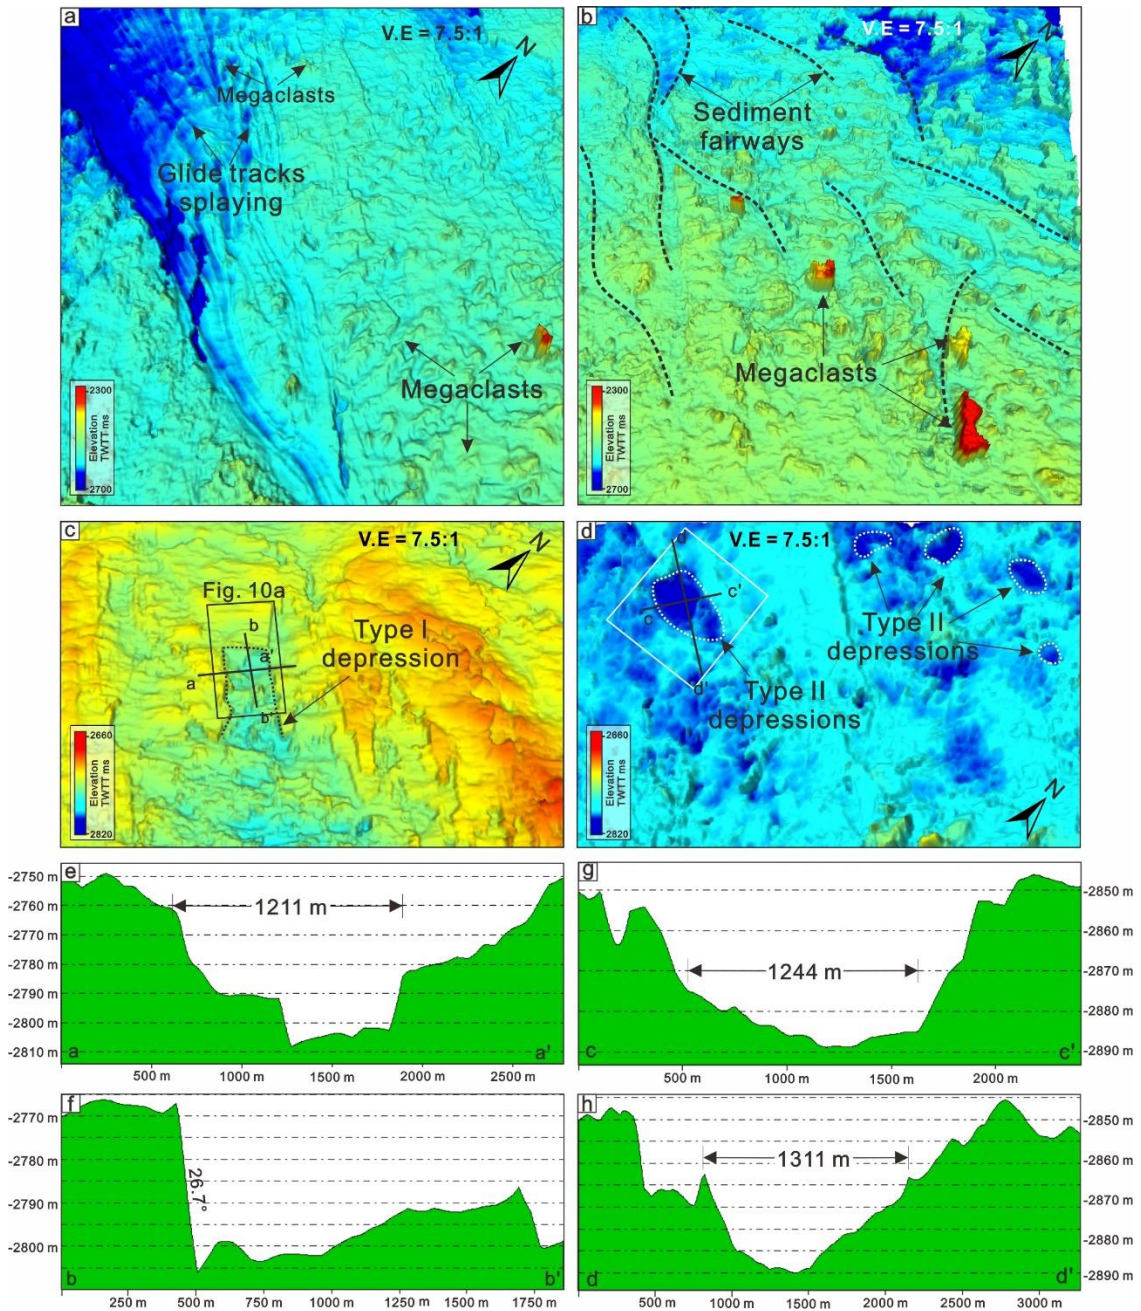 a
V.E = 7.5:1
N
Megaclasts
Glide tracks
splaying
Megaclasts
2300
Elevation
TWTT ms
2700
b
V.E = 7.5:1
N
Sediment
fairways
Megaclasts
2300
Elevation
TWTT ms
2700
c
V.E = 7.5:1
N
Fig. 10a
b
a'
a
b'
Type I
depression
2660
Elevation
TWTT ms
2820
d
V.E = 7.5:1
d
c'
c
d'
Type II
depressions
Type II
depressions
2660
Elevation
TWTT ms
2820
N
e
-2750 m
-2760 m
-2770 m
-2780 m
-2790 m
-2800 m
-2810 m
1211 m
a
a'
500 m
1000 m
1500 m
2000 m
2500 m
g
-2850 m
-2860 m
-2870 m
-2880 m
-2890 m
1244 m
c
c'
500 m
1000 m
1500 m
2000 m
f
-2770 m
-2780 m
-2790 m
-2800 m
26.7°
b
b'
250 m
500 m
750 m
1000 m
1250 m
1500 m
1750 m
h
-2850 m
-2860 m
-2870 m
-2880 m
-2890 m
1311 m
d
d'
500 m
1000 m
1500 m
2000 m
2500 m
3000 m